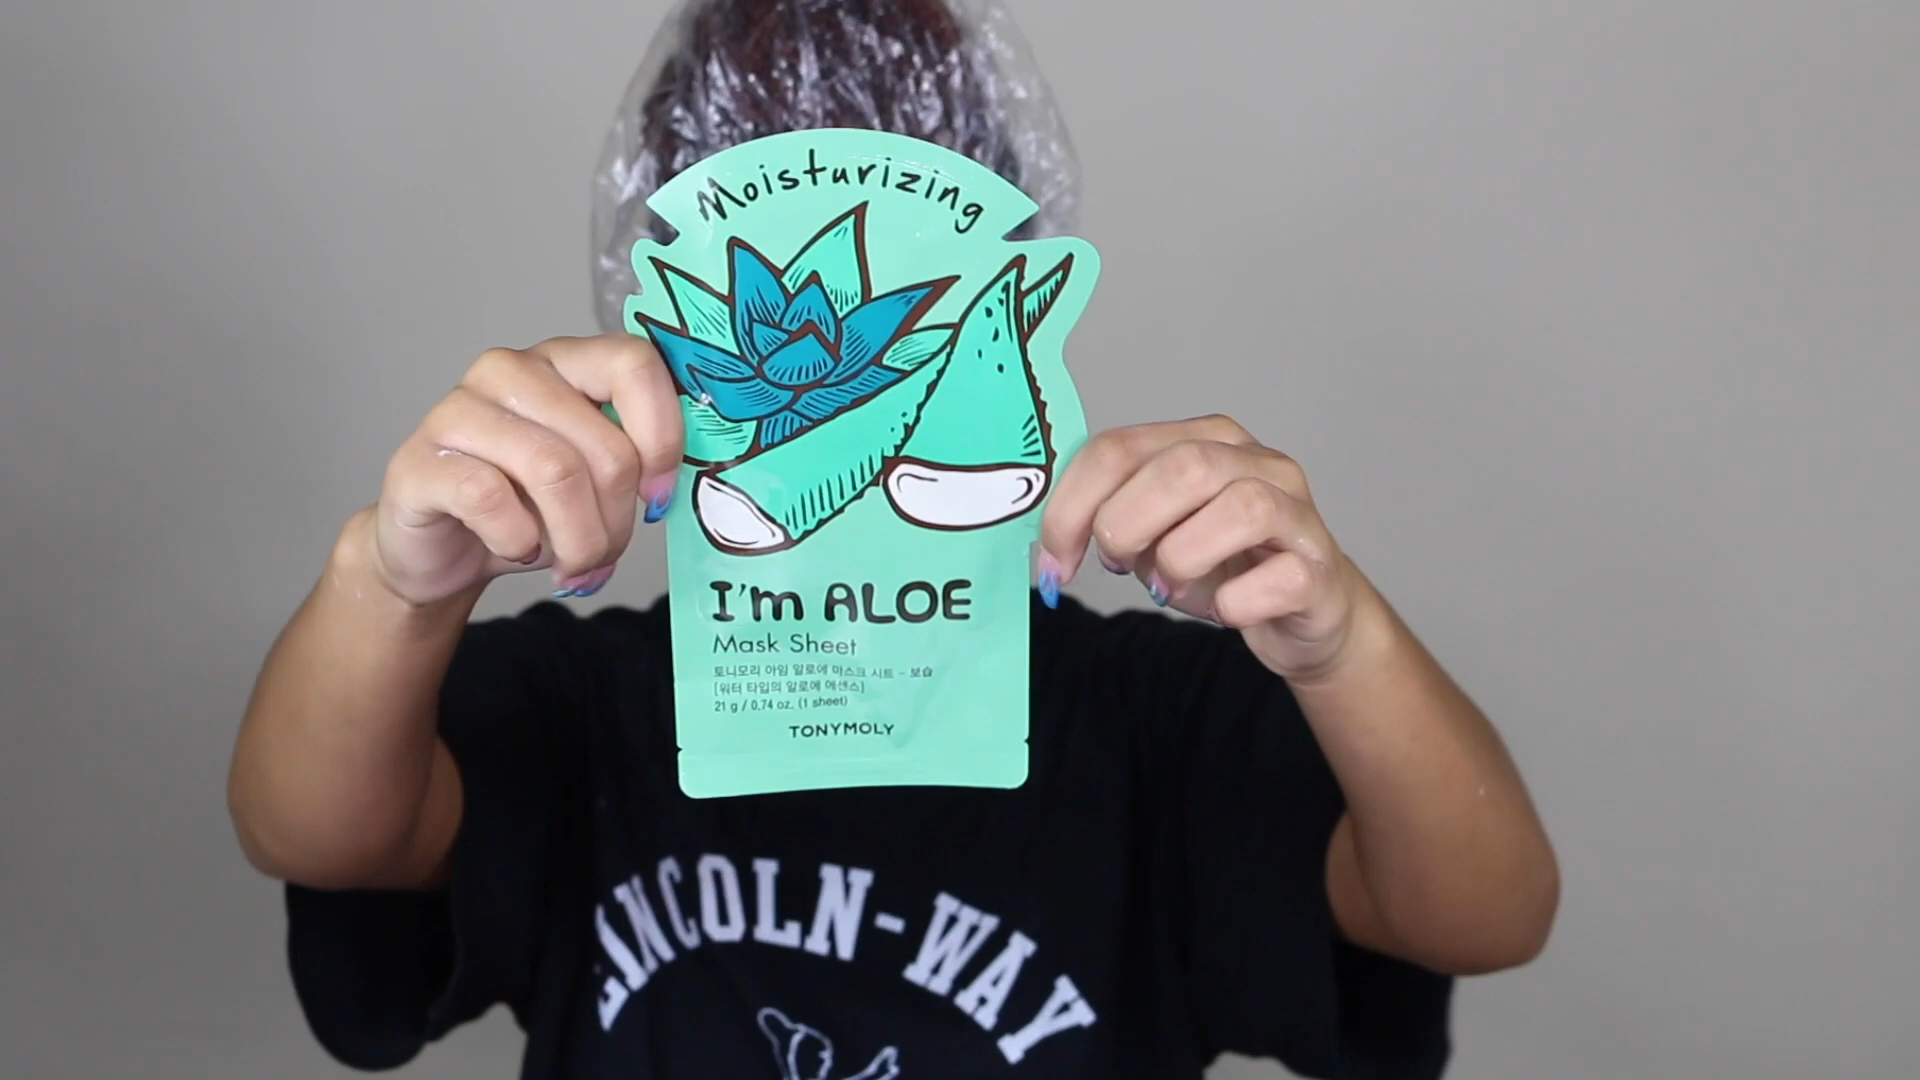 Moisturizing
I'm ALOE
Mask Sheet
토니모리 아임 알로에 마스크 시트 - 보습
[워터 타입의 알로에 에센스]
21 g / 0.74 oz. (1 sheet)
TONYMOLY
LINCOLN-WAY